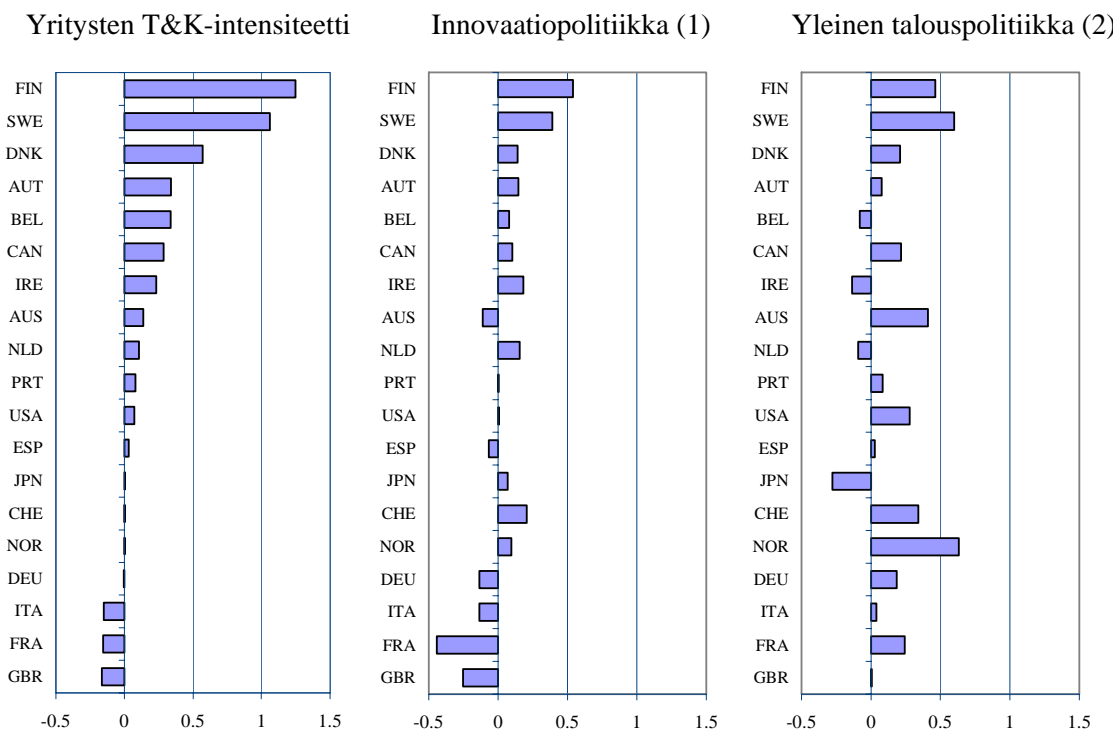 Yritysten T&K-intensiteetti
FIN
SWE
DNK
AUT
BEL
CAN
IRE
AUS
NLD
PRT
USA
ESP
JPN
CHE
NOR
DEU
ITA
FRA
GBR
-0.5 0 0.5 1 1.5
Innovaatiopolitiikka (1)
FIN
SWE
DNK
AUT
BEL
CAN
IRE
AUS
NLD
PRT
USA
ESP
JPN
CHE
NOR
DEU
ITA
FRA
GBR
-0.5 0 0.5 1 1.5
Yleinen talouspolitiikka (2)
FIN
SWE
DNK
AUT
BEL
CAN
IRE
AUS
NLD
PRT
USA
ESP
JPN
CHE
NOR
DEU
ITA
FRA
GBR
-0.5 0 0.5 1 1.5